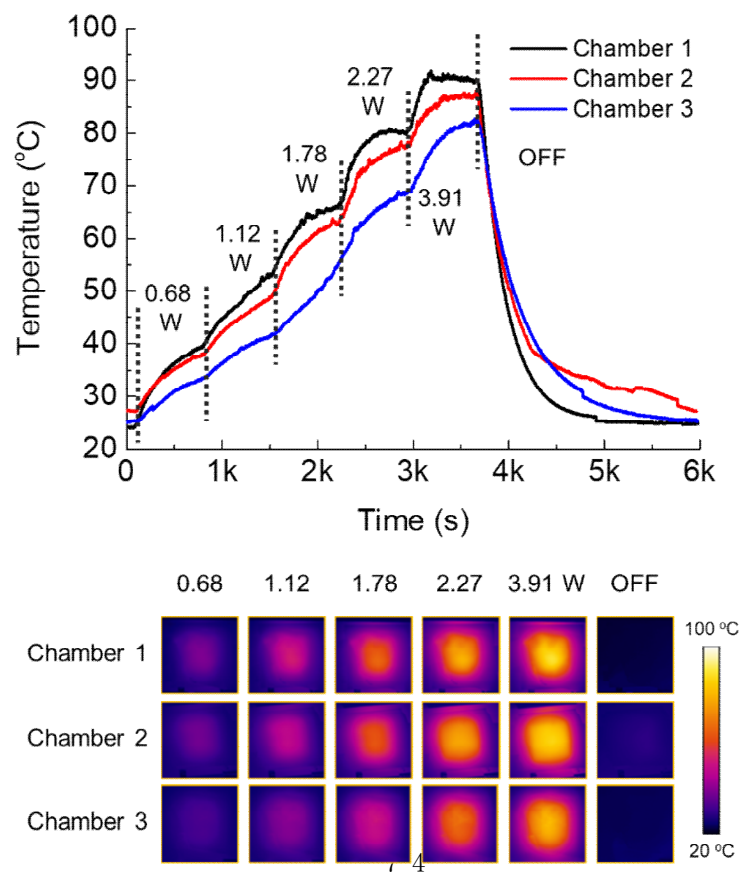 Chamber 1
Chamber 2
Chamber 3
100
90
80
70
60
50
40
30
20
Temperature (°C)
0.68
W
1.12
W
1.78
W
2.27
W
3.91
W
OFF
0 1k 2k 3k 4k 5k 6k
Time (s)
0.68 1.12 1.78 2.27 3.91 W OFF
Chamber 1
Chamber 2
Chamber 3
100 °C
20 °C
4